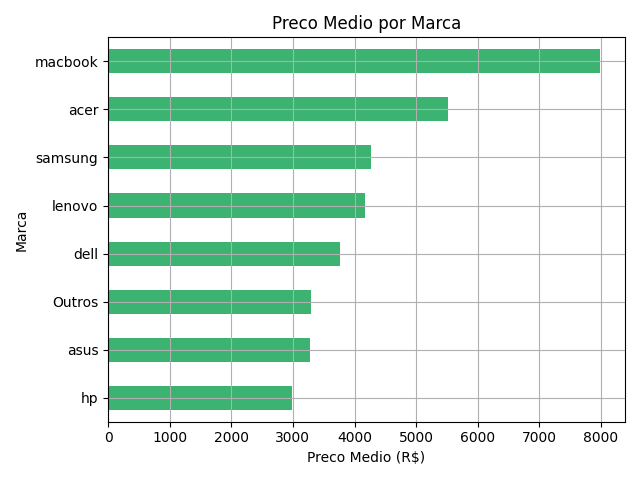 Preco Medio por Marca
macbook
acer
samsung
lenovo
dell
Outros
asus
hp
Marca
0 1000 2000 3000 4000 5000 6000 7000 8000
Preco Medio (R$)